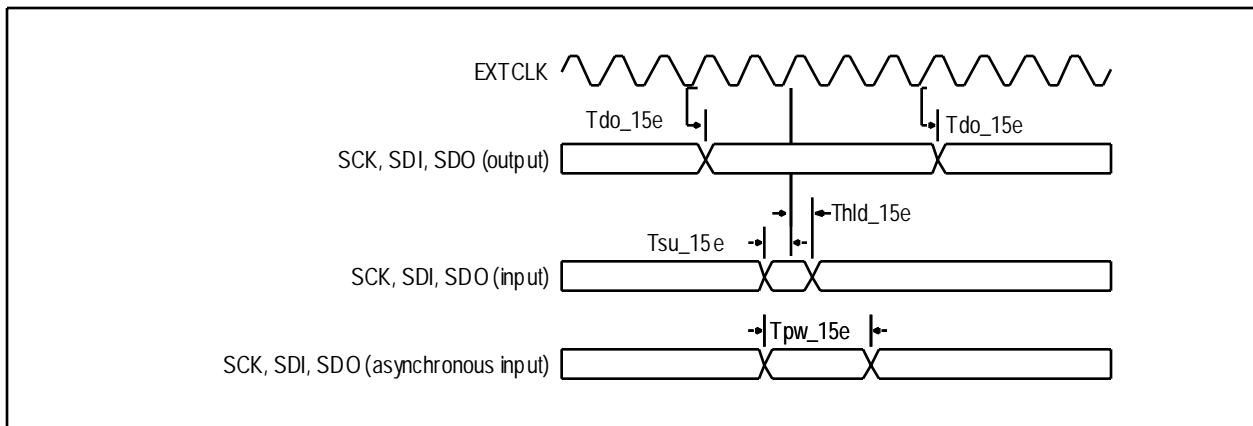 EXTCLK
Tdo_15e
Tdo_15e
SCK, SDI, SDO (output)
Thld_15e
Tsu_15e
SCK, SDI, SDO (input)
Tpw_15e
SCK, SDI, SDO (asynchronous input)